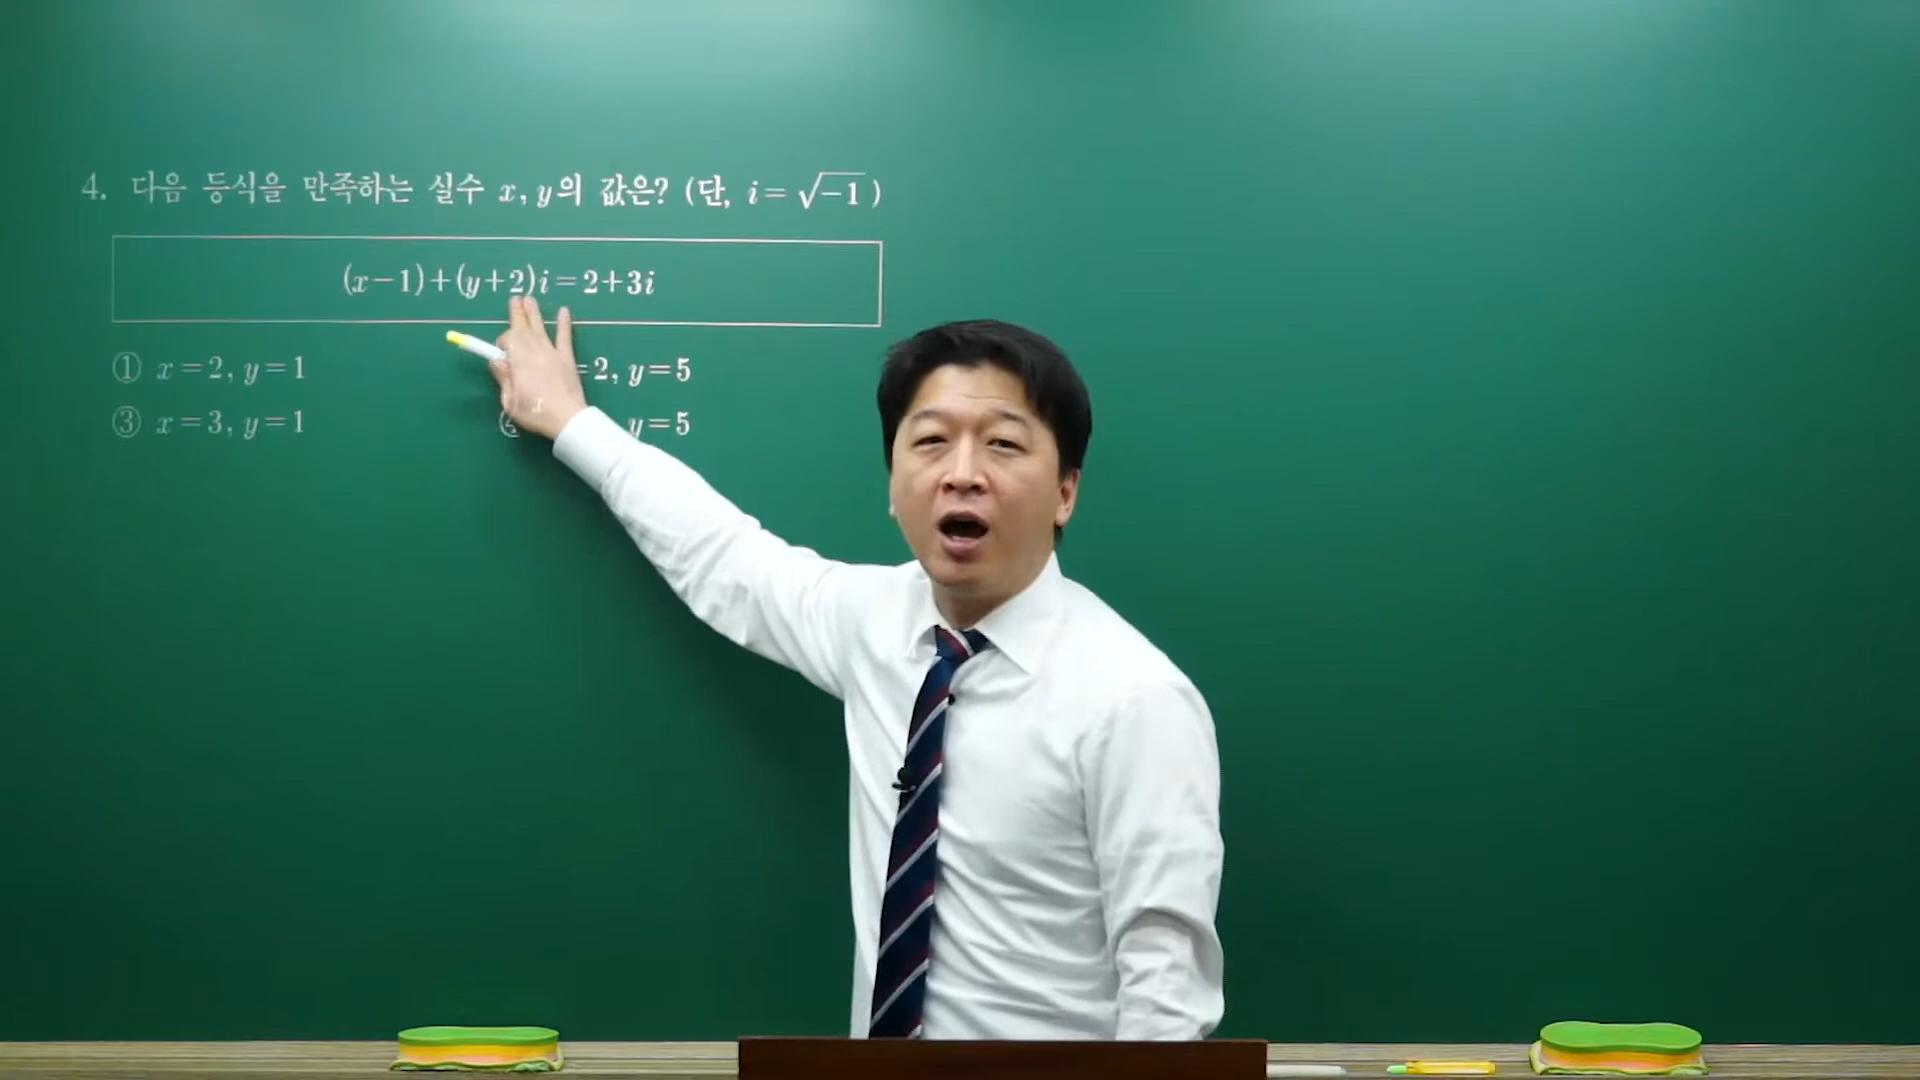 4. 다음 등식을 만족하는 실수 x, y의 값은? (단, i=√-1)
(x-1)+(y+2)i=2+3i
① x=2, y=1
=2, y=5
③ x=3, y=1
y=5